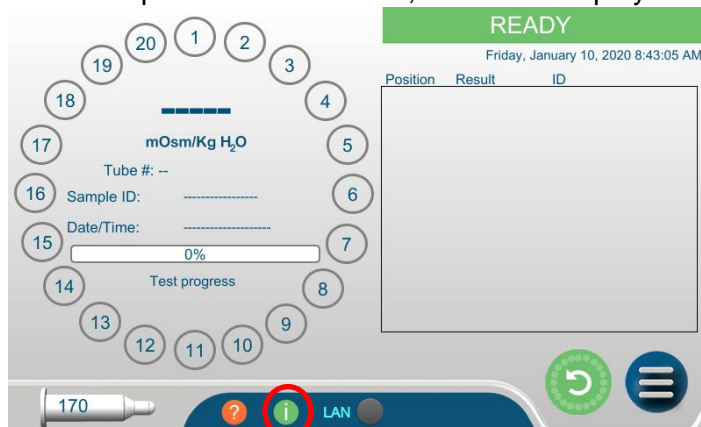 READY
Friday, January 10, 2020 8:43:05 AM
Position Result ID
1
2
3
4
5
6
7
8
9
10
11
12
13
14
15
16
17
18
19
20
-----
mOsm/Kg H₂O
Tube #: --
Sample ID: ----------------
Date/Time: -------------------
0%
Test progress
170
?
i
LAN